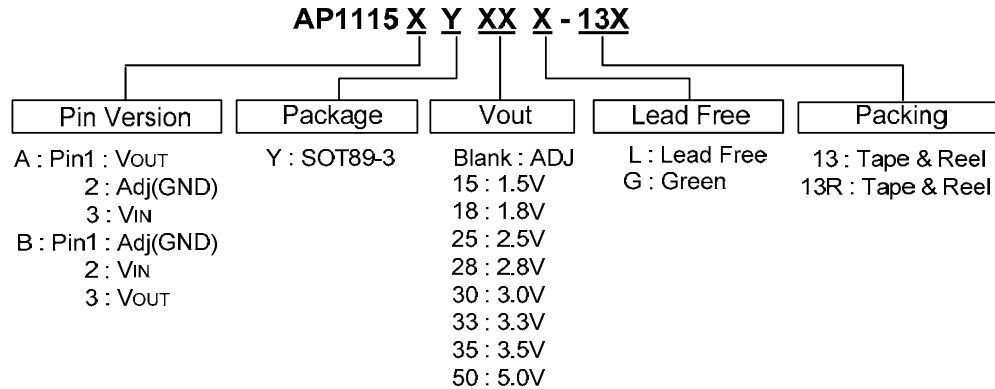 AP1115 X Y XX X - 13X
Pin Version
Package
Vout
Lead Free
Packing
A : Pin1 : VOUT
2 : Adj(GND)
3 : VIN
B : Pin1 : Adj(GND)
2 : VIN
3 : VOUT
Y : SOT89-3
Blank : ADJ
15 : 1.5V
18 : 1.8V
25 : 2.5V
28 : 2.8V
30 : 3.0V
33 : 3.3V
35 : 3.5V
50 : 5.0V
L : Lead Free
G : Green
13 : Tape & Reel
13R : Tape & Reel